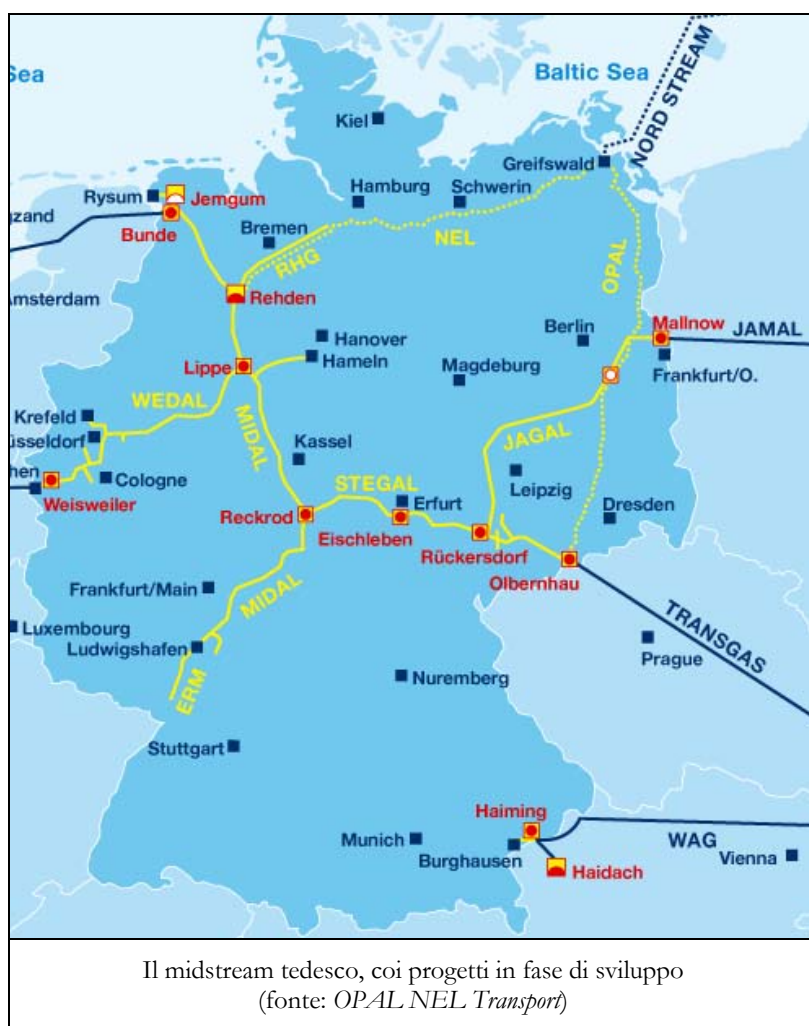 Sea
Baltic Sea
NORD STREAM
Kiel
Greifswald
Rysum
Jemgum
Hamburg
Schwerin
gzand
Bunde
Bremen
RHG
NEL
OPAL
Amsterdam
Rehden
Hanover
Berlin
Mallnow
JAMAL
Lippe
Hameln
Magdeburg
Frankfurt/O.
WEDAL
Krefeld
MIDAL
JAGAL
üsseldorf
Kassel
hen
Cologne
STEGAL
Leipzig
Weisweiler
Erfurt
Dresden
Reckrod
Eischleben
Rückersdorf
Olbernhau
Frankfurt/Main
MIDAL
TRANSGAS
Luxembourg
Ludwigshafen
Prague
ERM
Nuremberg
Stuttgart
Haiming
Munich
Burghausen
WAG
Vienna
Haidach
Il midstream tedesco, coi progetti in fase di sviluppo
(fonte: OPAL NEL Transport)